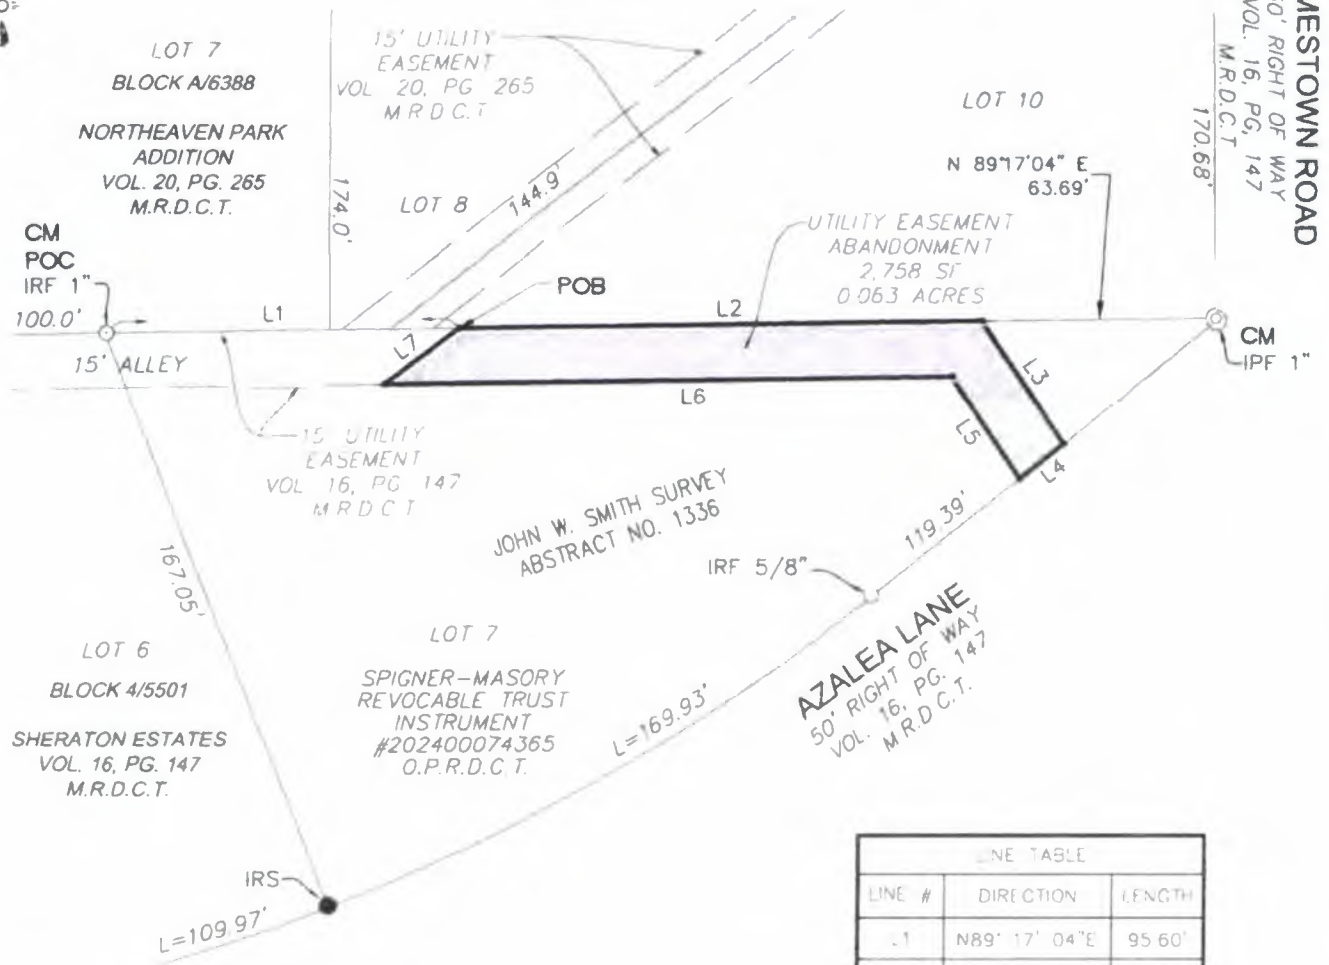 LOT 7
BLOCK A/6388
NORTHEAVEN PARK
ADDITION
VOL. 20, PG. 265
M.R.D.C.T.
15' UTILITY
EASEMENT
VOL 20, PG 265
M R D C.T
LOT 8
174.0'
144.9'
LOT 10
N 89°17'04" E
63.69'
MESTOWN ROAD
50' RIGHT OF WAY
VOL. 16, PG, 147
M.R.D.C.T
170.68'
UTILITY EASEMENT
ABANDONMENT
2,758 SF
0.063 ACRES
CM
POC
IRF 1"
100.0'
L1
POB
L2
CM
IPF 1"
15' ALLEY
L7
L6
L3
L5
L4
15' UTILITY
EASEMENT
VOL 16, PG 147
M R D C T
JOHN W. SMITH SURVEY
ABSTRACT NO. 1336
119.39'
IRF 5/8"
167.05'
LOT 6
BLOCK 4/5501
SHERATON ESTATES
VOL. 16, PG. 147
M.R.D.C.T.
LOT 7
SPIGNER-MASORY
REVOCABLE TRUST
INSTRUMENT
#202400074365
O.P.R.D.C.T.
AZALEA LANE
50' RIGHT OF WAY
VOL. 16, PG. 147
M R.D C.T.
L=169.93'
IRS
L=109.97'
LINE TABLE
LINE # DIRECTION LENGTH
L1 N89° 17' 04"E 95.60'